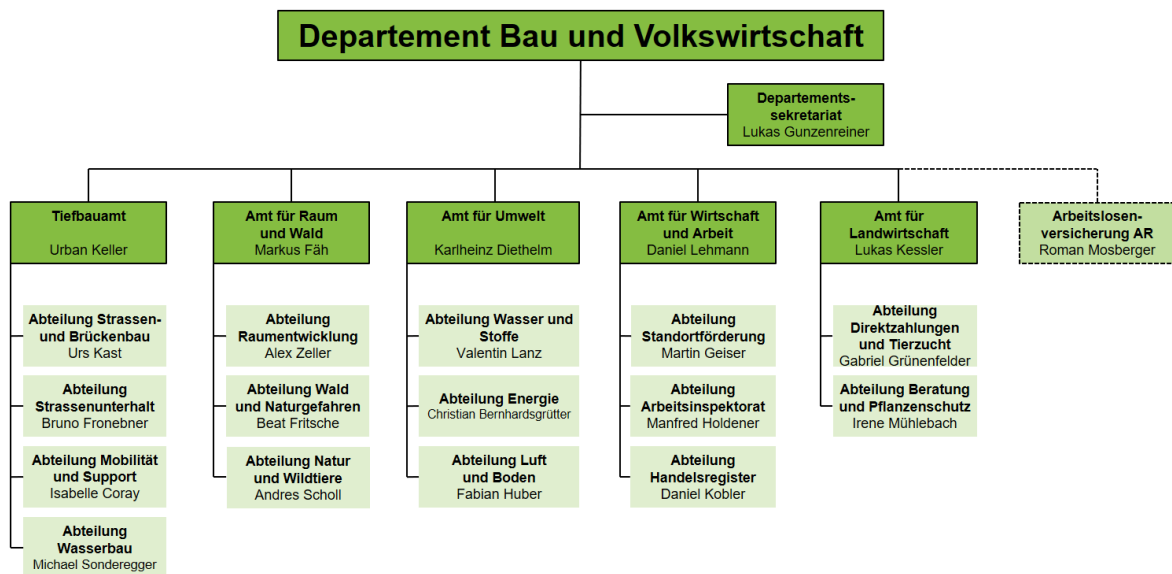 Departement Bau und Volkswirtschaft
Departements-
sekretariat
Lukas Gunzenreiner
Tiefbauamt
Urban Keller
Amt für Raum
und Wald
Markus Fäh
Amt für Umwelt
Karlheinz Diethelm
Amt für Wirtschaft
und Arbeit
Daniel Lehmann
Amt für
Landwirtschaft
Lukas Kessler
Arbeitslosen-
versicherung AR
Roman Mosberger
Abteilung Strassen-
und Brückenbau
Urs Kast
Abteilung
Strassenunterhalt
Bruno Fronebner
Abteilung Mobilität
und Support
Isabelle Coray
Abteilung
Wasserbau
Michael Sonderegger
Abteilung
Raumentwicklung
Alex Zeller
Abteilung Wald
und Naturgefahren
Beat Fritsche
Abteilung Natur
und Wildtiere
Andres Scholl
Abteilung Wasser und
Stoffe
Valentin Lanz
Abteilung Energie
Christian Bernhardsgrütter
Abteilung Luft
und Boden
Fabian Huber
Abteilung
Standortförderung
Martin Geiser
Abteilung
Arbeitsinspektorat
Manfred Holdener
Abteilung
Handelsregister
Daniel Kobler
Abteilung
Direktzahlungen
und Tierzucht
Gabriel Grünenfelder
Abteilung Beratung
und Pflanzenschutz
Irene Mühlebach